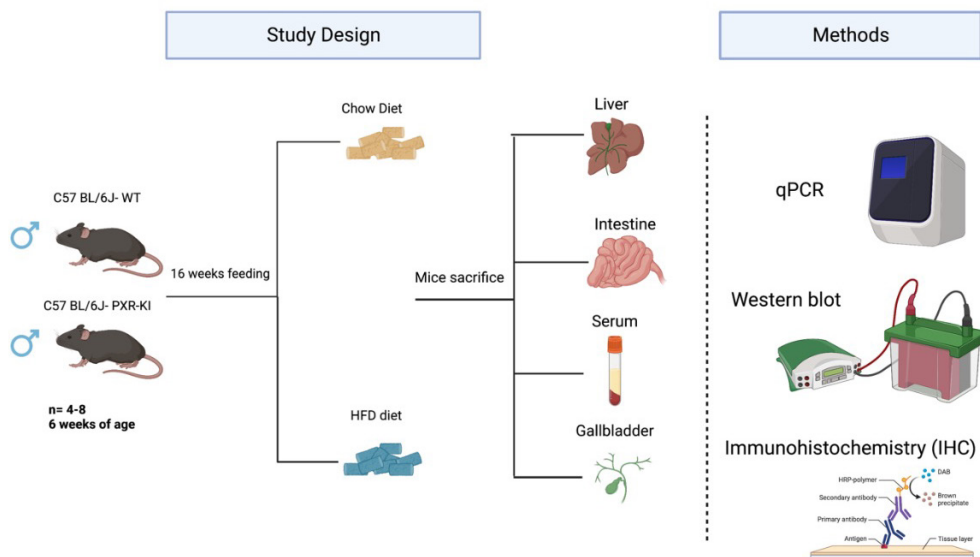 Study Design
Methods
Chow Diet
Liver
C57 BL/6J- WT
qPCR
Intestine
16 weeks feeding
Mice sacrifice
C57 BL/6J- PXR-KI
Western blot
Serum
n= 4-8
6 weeks of age
HFD diet
Gallbladder
Immunohistochemistry (IHC)
DAB
HRP-polymer
Secondary antibody
Brown
precipitate
Primary antibody
Antigen
Tissue layer